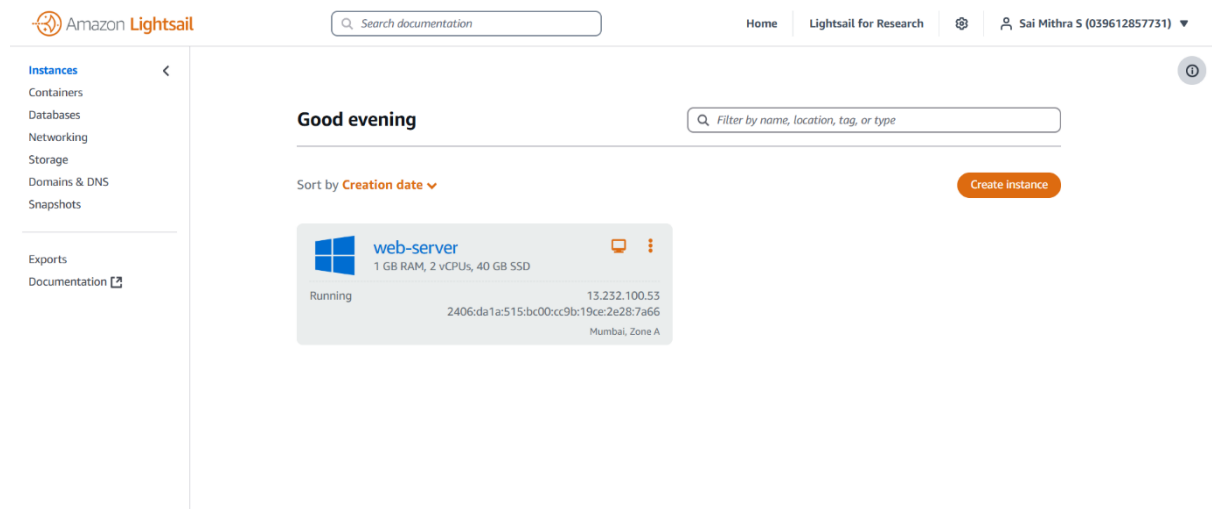 Amazon Lightsail
Search documentation
Home
Lightsail for Research
Sai Mithra S (039612857731)
Instances
Containers
Databases
Networking
Storage
Domains & DNS
Snapshots
Exports
Documentation
Good evening
Filter by name, location, tag, or type
Sort by Creation date
Create instance
web-server
1 GB RAM, 2 vCPUs, 40 GB SSD
Running
13.232.100.53
2406:da1a:515:bc00:cc9b:19ce:2e28:7a66
Mumbai, Zone A